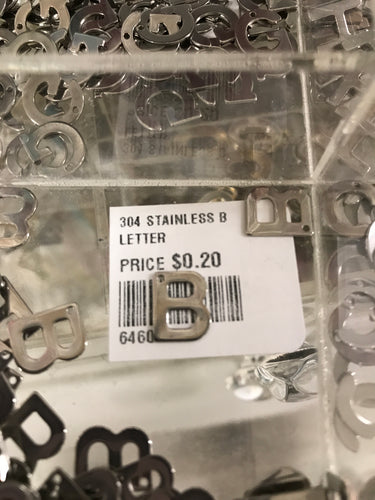 304 STAINLESS B
LETTER
PRICE $0.20
B
6460